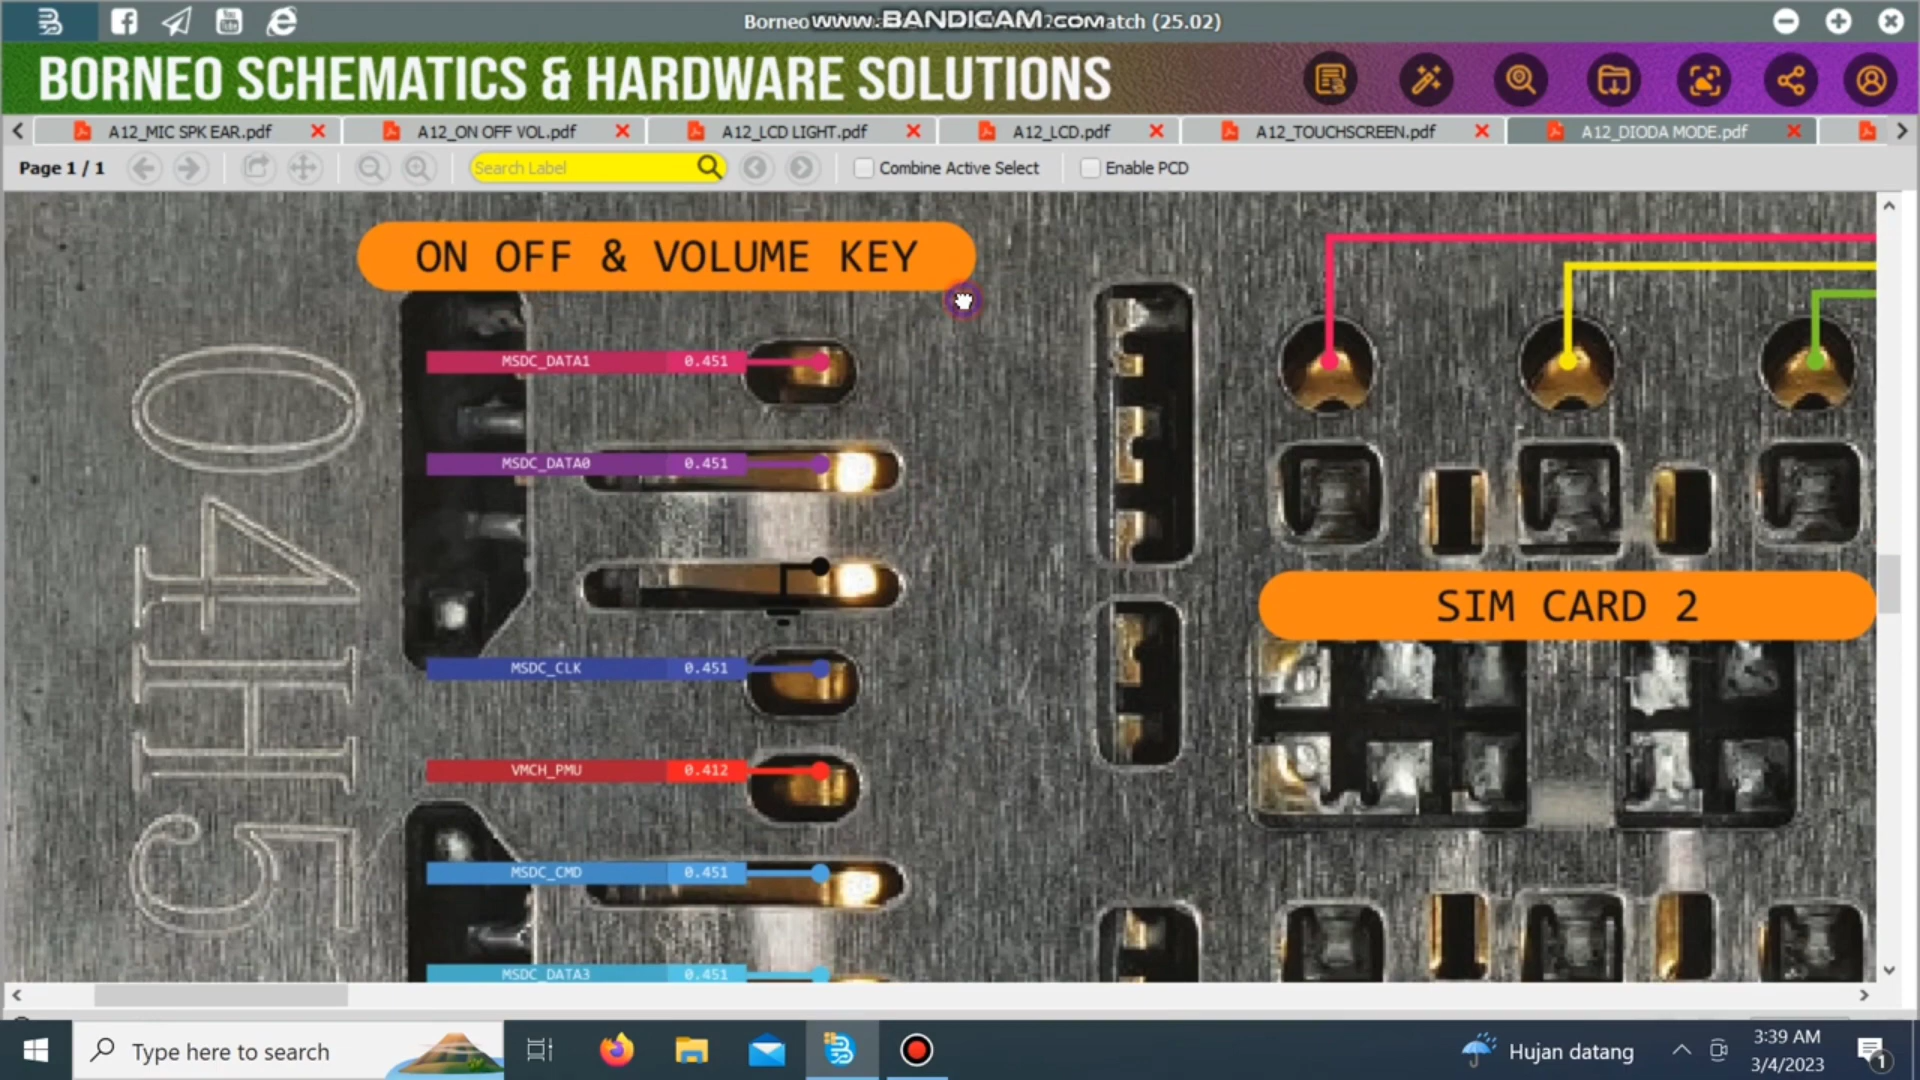 Borneo
www.BANDICAM.com
atch (25.02)
BORNEO SCHEMATICS & HARDWARE SOLUTIONS
A12_MIC SPK EAR.pdf
A12_ON OFF VOL.pdf
A12_LCD LIGHT.pdf
A12_LCD.pdf
A12_TOUCHSCREEN.pdf
A12_DIODA MODE.pdf
Page 1 / 1
Search Label
Combine Active Select
Enable PCD
ON OFF & VOLUME KEY
MSDC_DATA1 0.451
MSDC_DATA0 0.451
MSDC_CLK 0.451
VMCH_PMU 0.412
MSDC_CMD 0.451
MSDC_DATA3 0.451
SIM CARD 2
04H5
Type here to search
Hujan datang
3:39 AM
3/4/2023
1